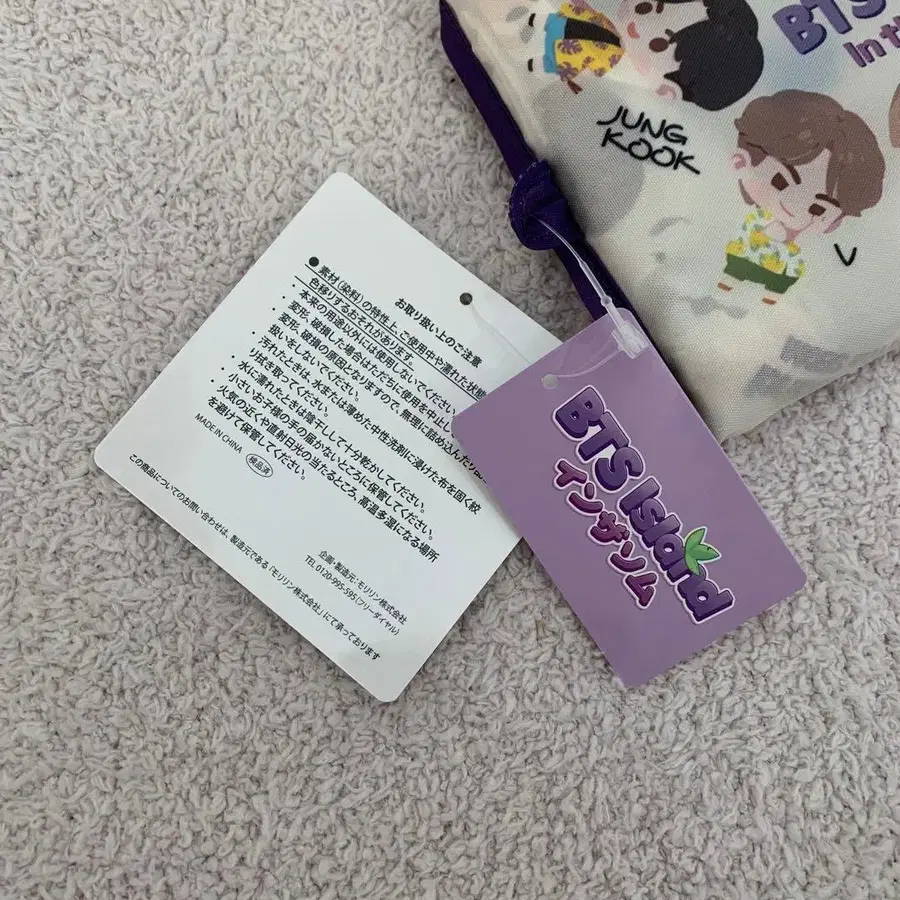 お取り扱い上のご注意
● 素材(染料)の特性上、ご使用中や濡れた状態
色移りするおそれがあります。
・ 本来の用途以外には使用しないでください。
・ 変形、破損した場合はただちに使用を中止し
・ 変形、破損の原因となりますので、無理に詰め込んだり
扱いをしないでください。
・ 汚れたときは、水または薄めた中性洗剤に浸けた布を固く絞
り拭き取ってください。
・ 水に濡れたときは陰干しして十分乾かしてください。
・ 小さいお子様の手の届かないところに保管してください。
・ 火気の近くや直射日光の当たるところ、高温多湿になる場所
を避けて保管してください。
MADE IN CHINA
検品済
企画・製造元：モリリン株式会社
TEL 0120-995-595（フリーダイヤル）
この商品についてのお問い合わせは、製造元である「モリリン株式会社」にて承っております
BTS Island
インザソム
BTS
In the
JUNG
KOOK
V